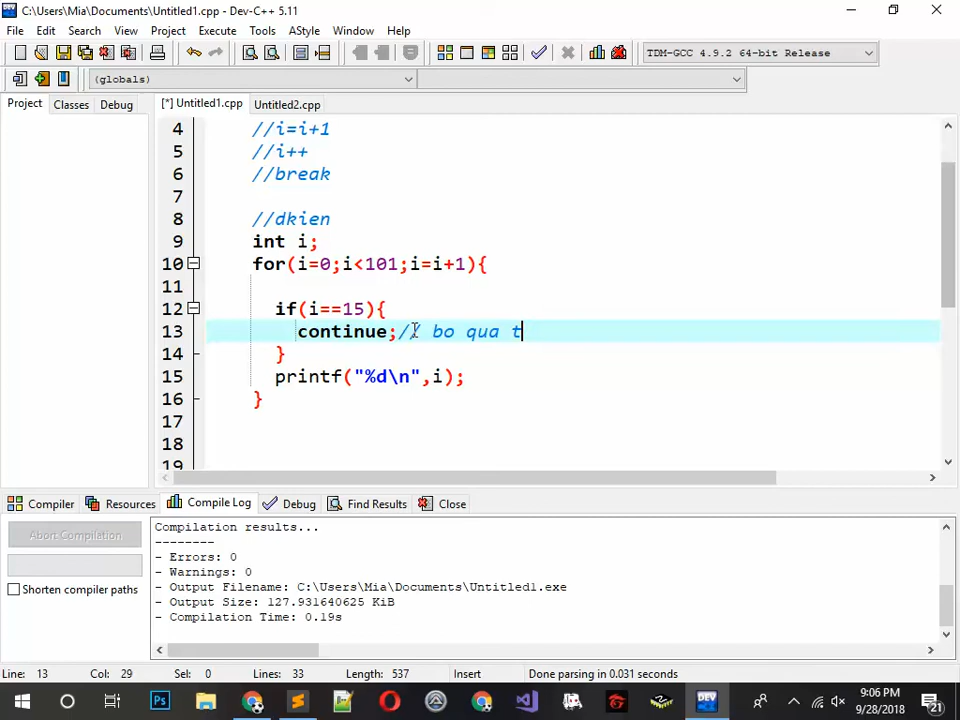 C:\Users\Mia\Documents\Untitled1.cpp - Dev-C++ 5.11
File Edit Search View Project Execute Tools AStyle Window Help
TDM-GCC 4.9.2 64-bit Release
(globals)
Project Classes Debug [*] Untitled1.cpp Untitled2.cpp
4 //i=i+1
5 //i++
6 //break
7
8 //dkien
9 int i;
10 for(i=0;i<101;i=i+1){
11
12 if(i==15){
13 continue;// bo qua t
14 }
15 printf("%d\n",i);
16 }
17
18
19
Compiler Resources Compile Log Debug Find Results Close
Abort Compilation
Shorten compiler paths
Compilation results...
--------
- Errors: 0
- Warnings: 0
- Output Filename: C:\Users\Mia\Documents\Untitled1.exe
- Output Size: 127.931640625 KiB
- Compilation Time: 0.19s
Line: 13 Col: 29 Sel: 0 Lines: 33 Length: 537 Insert Done parsing in 0.031 seconds
Ps DEV 9:06 PM
9/28/2018 21